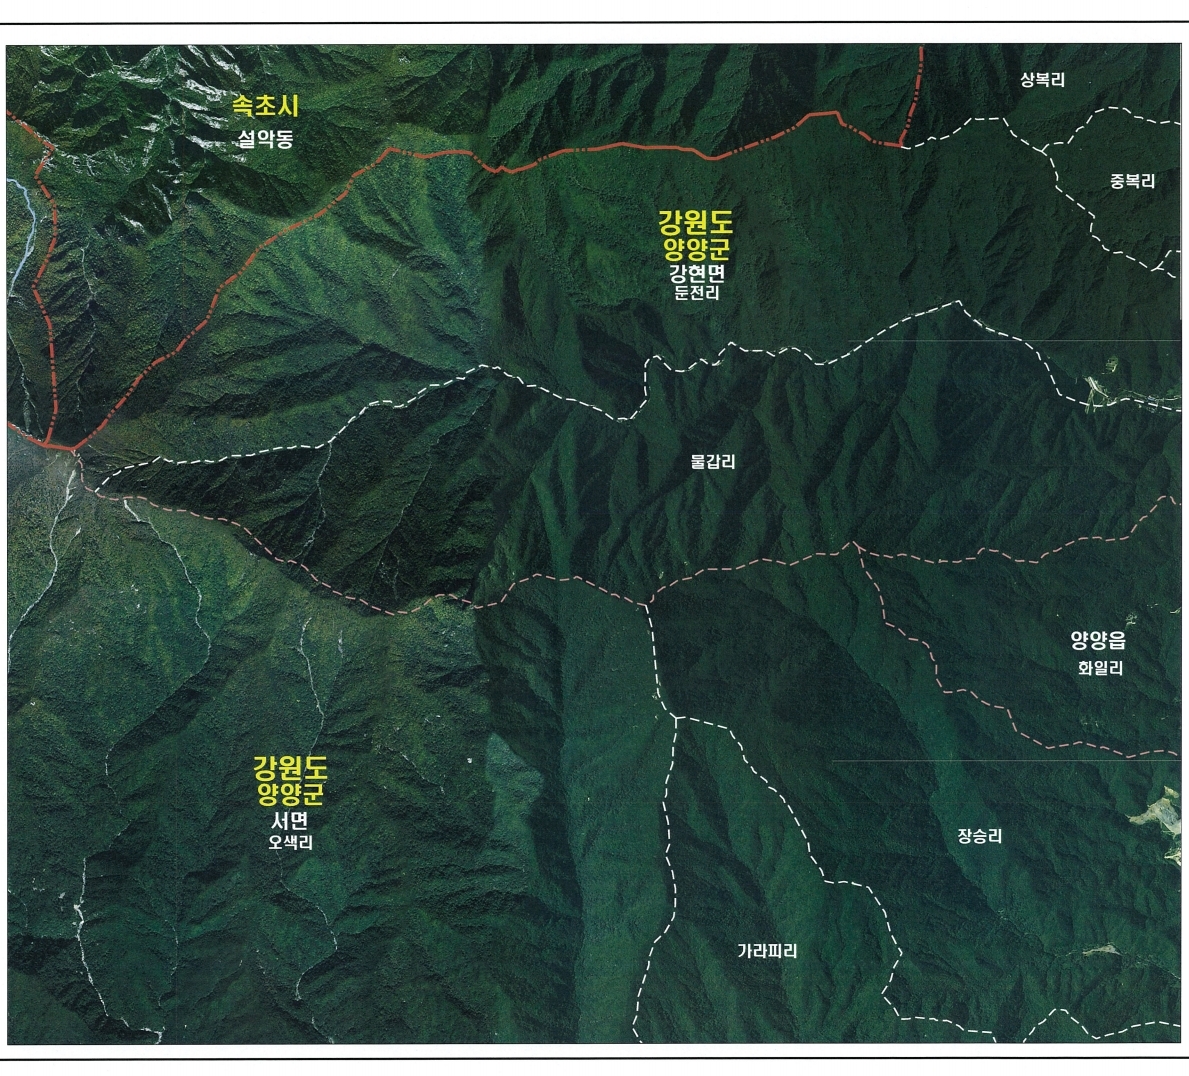 상복리
속초시
설악동
중복리
강원도
양양군
강현면
둔전리
물갑리
양양읍
화일리
강원도
양양군
서면
오색리
장승리
가라피리